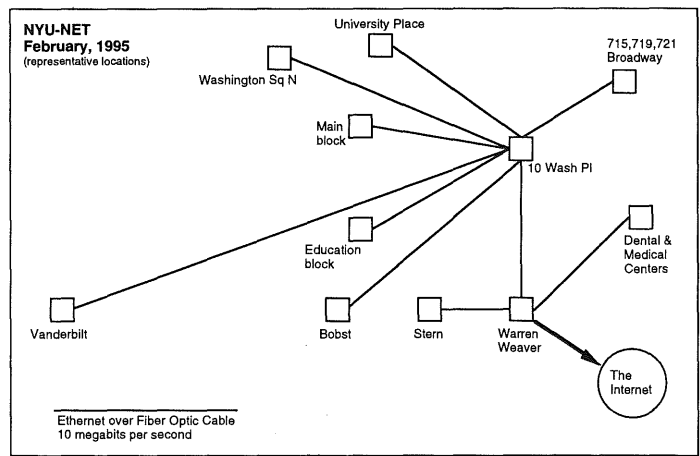 NYU-NET
February, 1995
(representative locations)
University Place
Washington Sq N
715,719,721
Broadway
Main
block
10 Wash Pl
Education
block
Dental &
Medical
Centers
Vanderbilt
Bobst
Stern
Warren
Weaver
The
Internet
Ethernet over Fiber Optic Cable
10 megabits per second